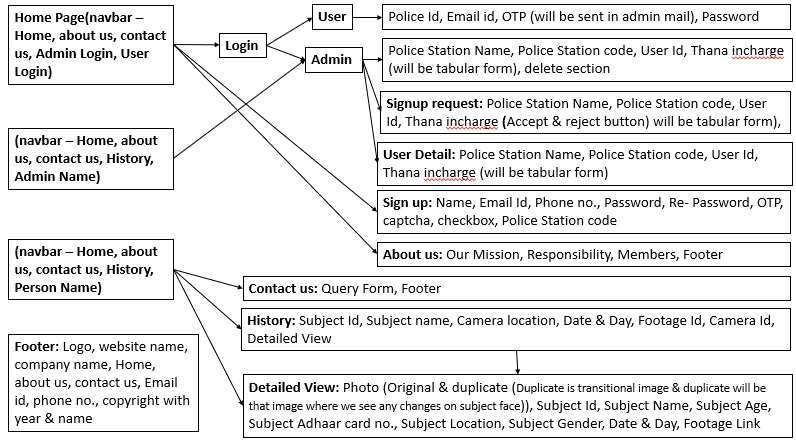 Home Page(navbar –
Home, about us, contact
us, Admin Login, User
Login)
Login
User
Police Id, Email id, OTP (will be sent in admin mail), Password
Admin
Police Station Name, Police Station code, User Id, Thana incharge
(will be tabular form), delete section
Signup request: Police Station Name, Police Station code, User
Id, Thana incharge (Accept & reject button) will be tabular form),
(navbar – Home, about
us, contact us, History,
Admin Name)
User Detail: Police Station Name, Police Station code, User Id,
Thana incharge (will be tabular form)
Sign up: Name, Email Id, Phone no., Password, Re- Password, OTP,
captcha, checkbox, Police Station code
About us: Our Mission, Responsibility, Members, Footer
(navbar – Home, about
us, contact us, History,
Person Name)
Contact us: Query Form, Footer
History: Subject Id, Subject name, Camera location, Date & Day, Footage Id, Camera Id,
Detailed View
Footer: Logo, website name,
company name, Home,
about us, contact us, Email
id, phone no., copyright with
year & name
Detailed View: Photo (Original & duplicate (Duplicate is transitional image & duplicate will be
that image where we see any changes on subject face)), Subject Id, Subject Name, Subject Age,
Subject Adhaar card no., Subject Location, Subject Gender, Date & Day, Footage Link